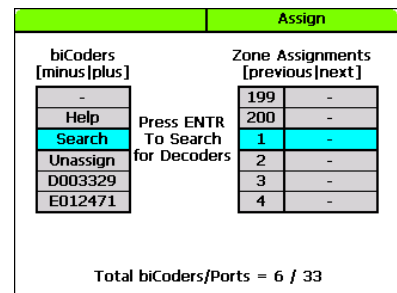 Assign
biCoders
[minus|plus]
Zone Assignments
[previous|next]
-
Help
Search
Unassign
D003329
E012471
Press ENTR
To Search
for Decoders
199 -
200 -
1 -
2 -
3 -
4 -
Total biCoders/Ports = 6 / 33